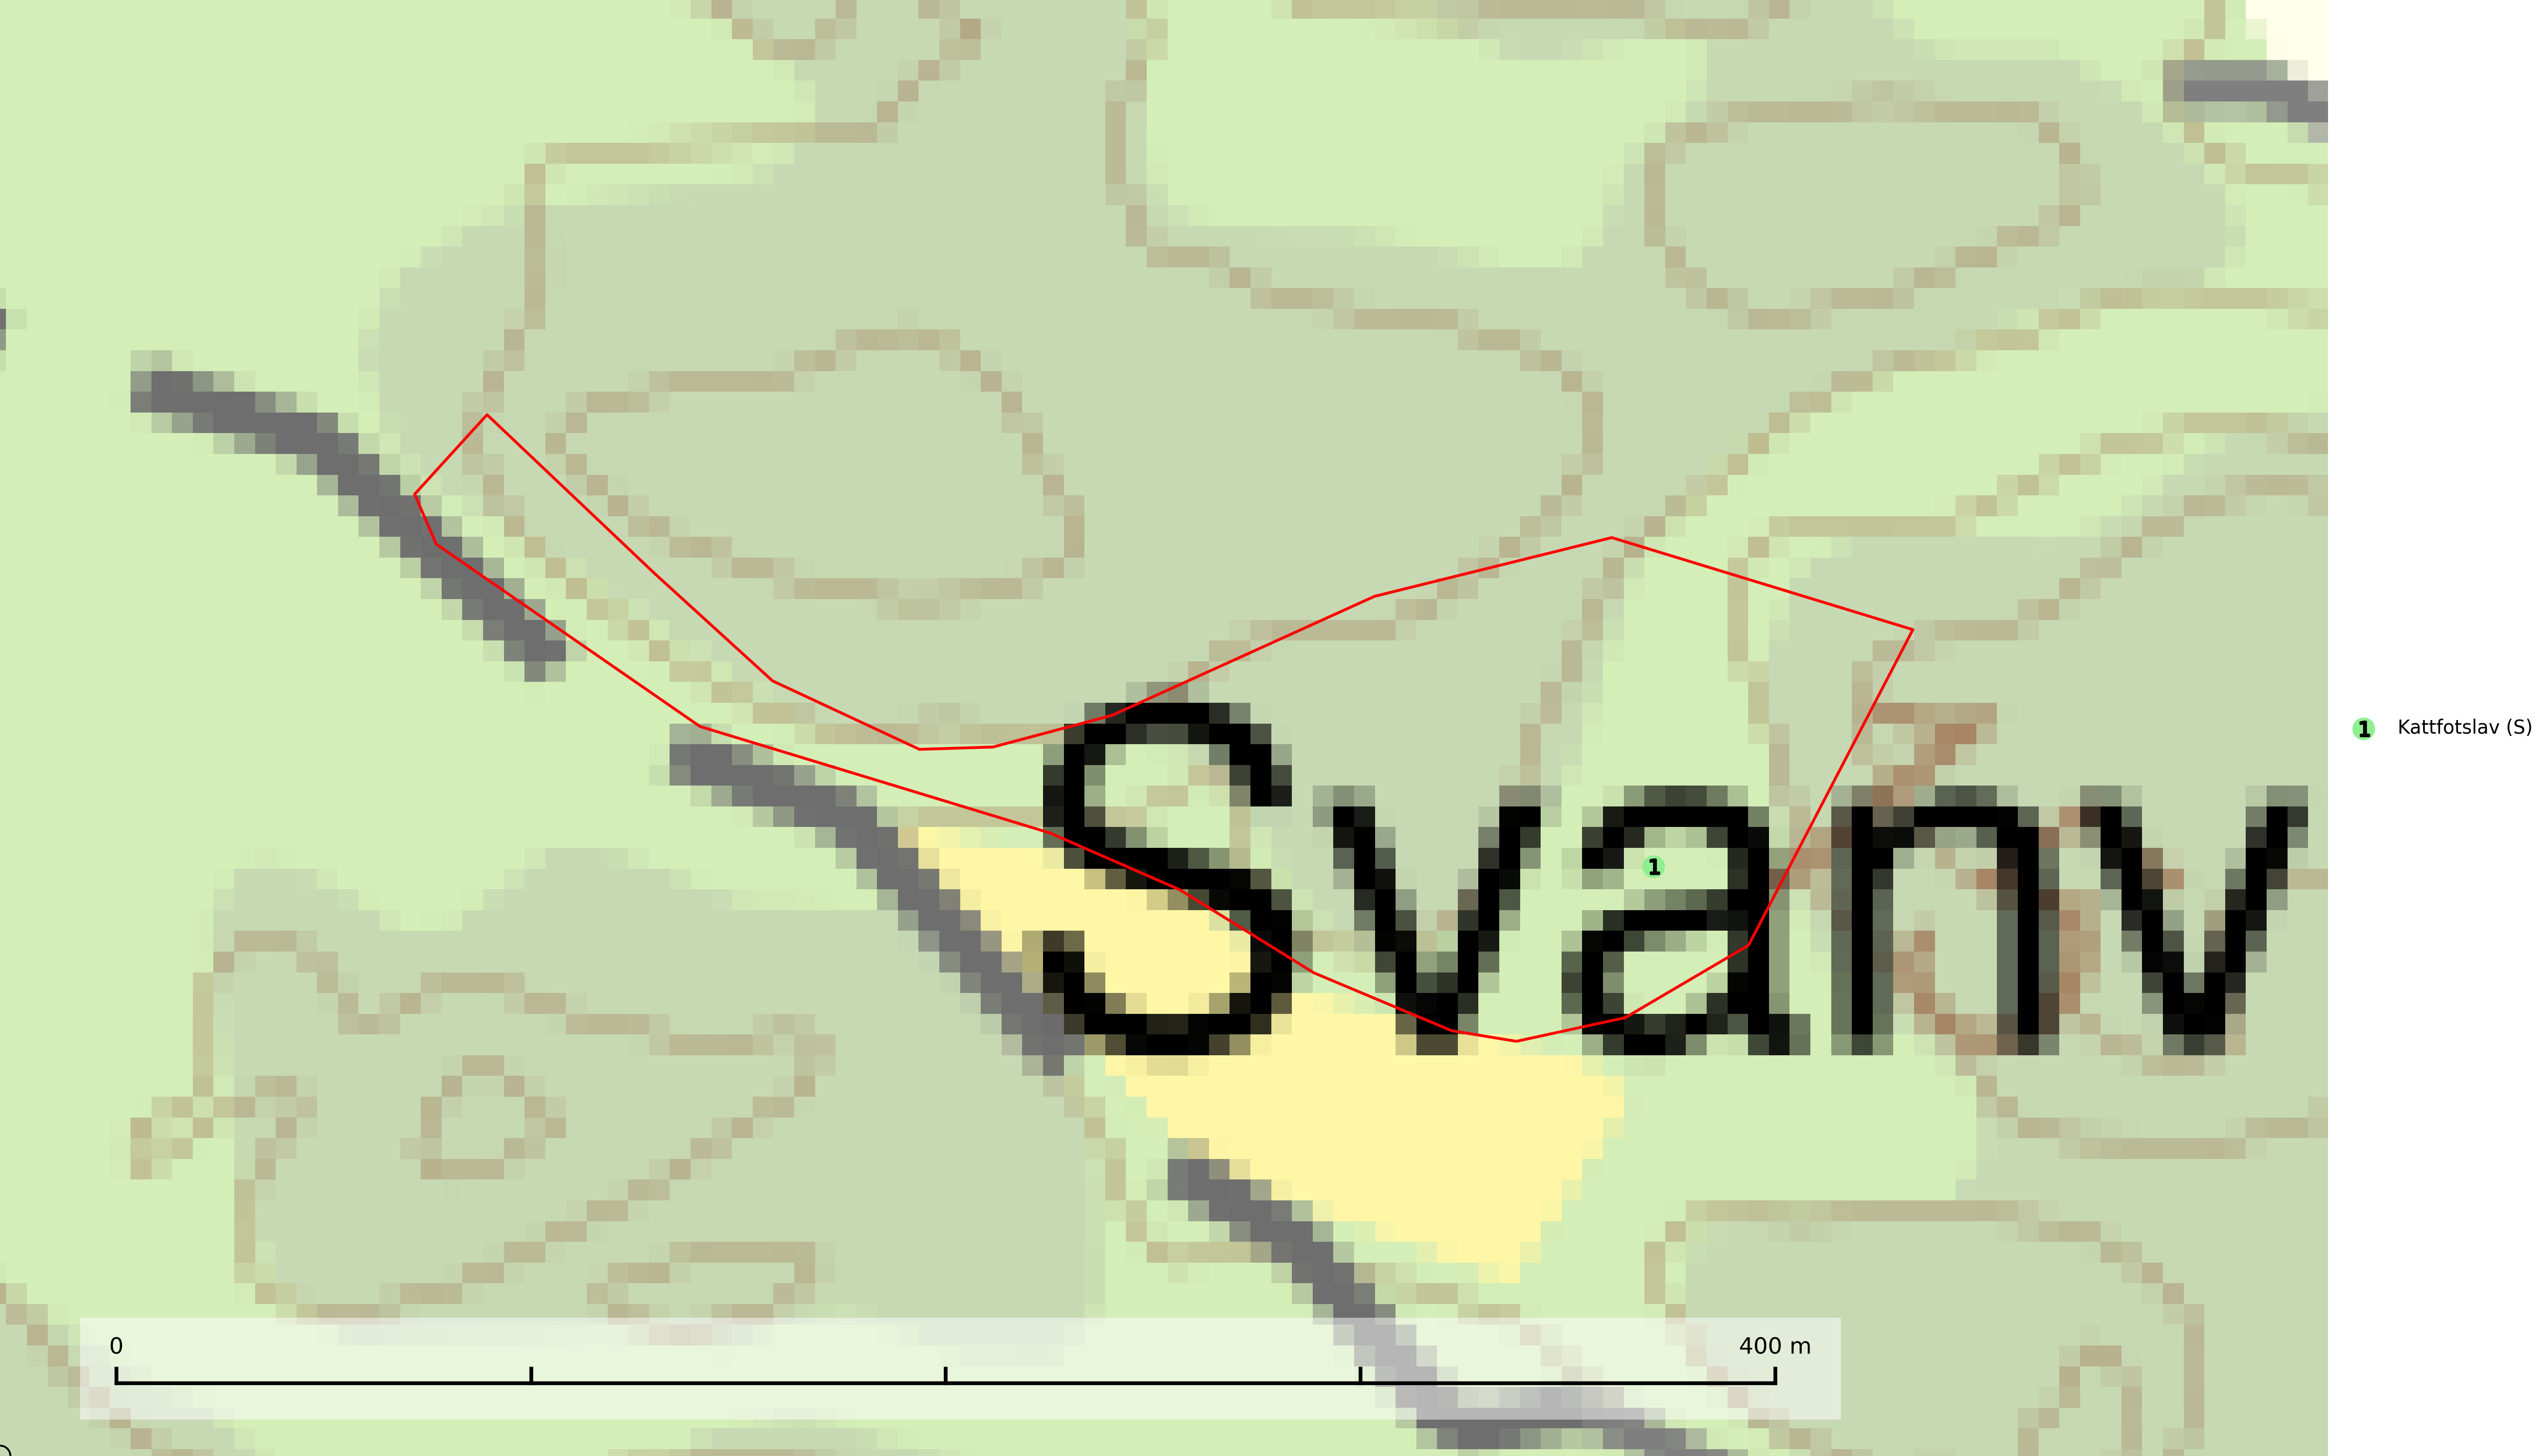 Svanv
1
1 Kattfotslav (S)
0 400 m